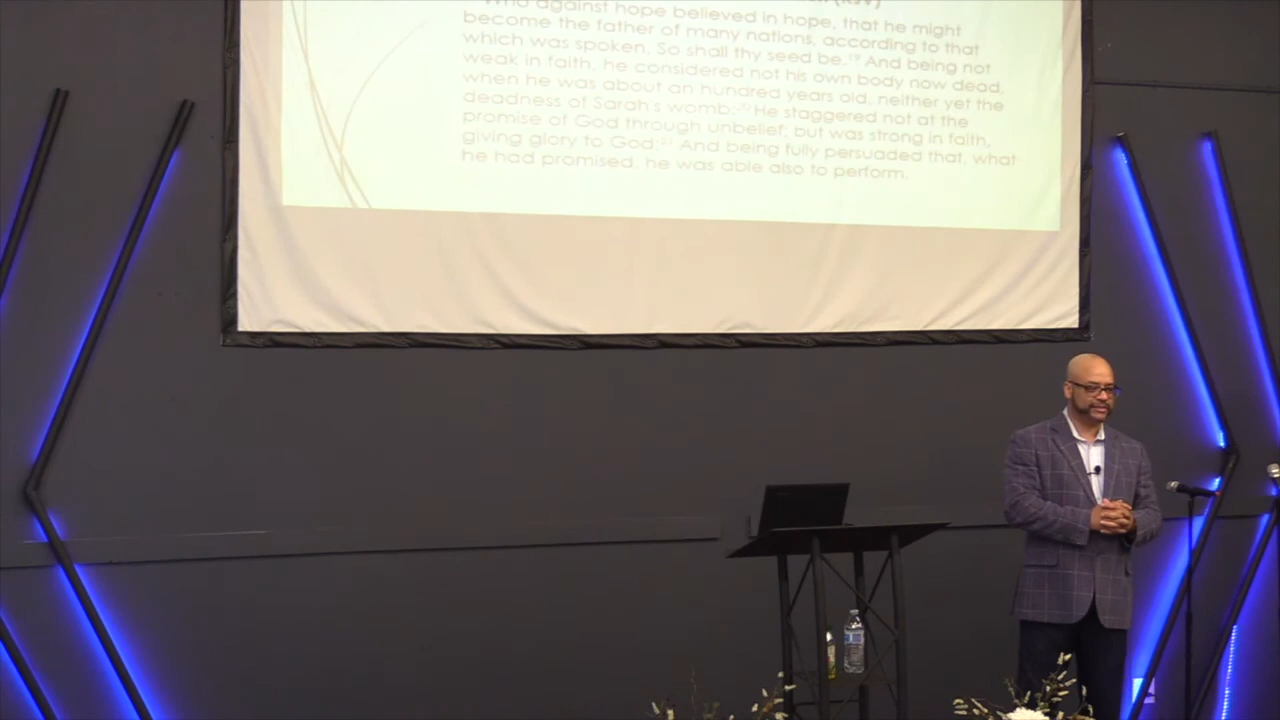 KJV)
Who against hope believed in hope, that he might
become the father of many nations, according to that
which was spoken, So shall thy seed be.19 And being not
weak in faith, he considered not his own body now dead,
when he was about an hundred years old, neither yet the
deadness of Sarah's womb:20 He staggered not at the
promise of God through unbelief; but was strong in faith,
giving glory to God;21 And being fully persuaded that, what
he had promised, he was able also to perform.